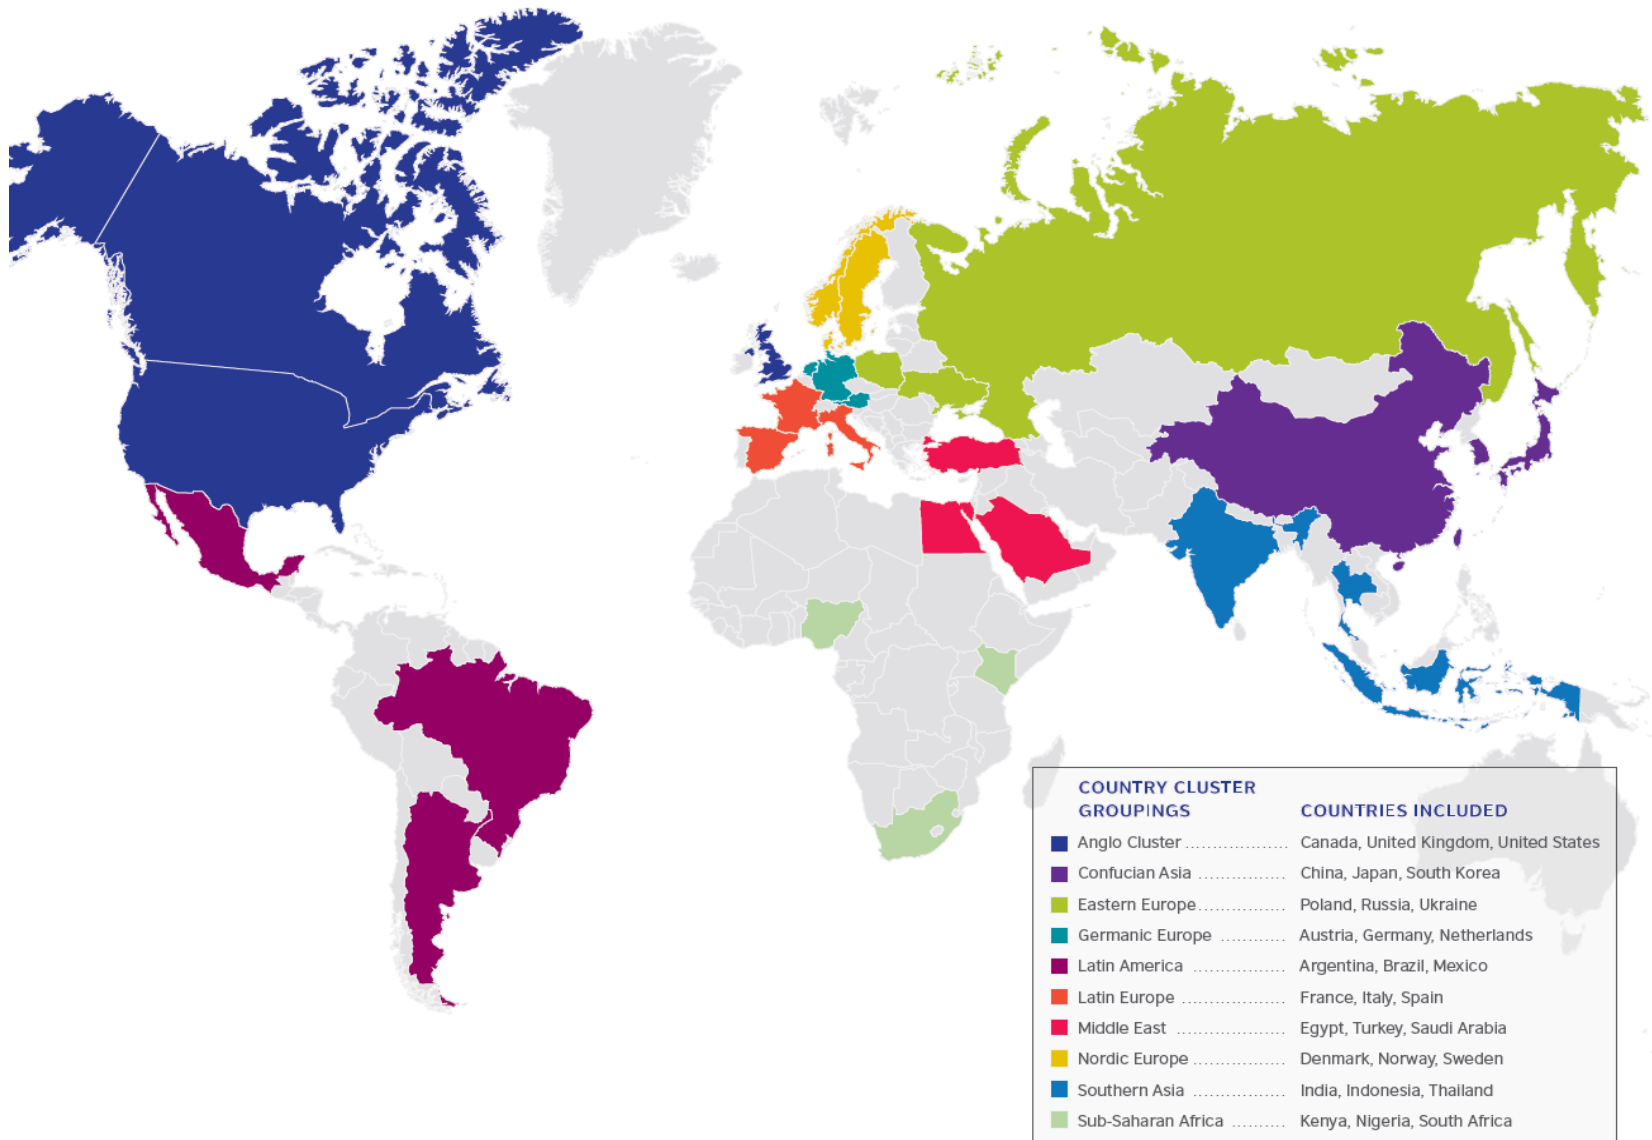 COUNTRY CLUSTER
GROUPINGS COUNTRIES INCLUDED
Anglo Cluster ................... Canada, United Kingdom, United States
Confucian Asia ................ China, Japan, South Korea
Eastern Europe ................ Poland, Russia, Ukraine
Germanic Europe ............ Austria, Germany, Netherlands
Latin America ................. Argentina, Brazil, Mexico
Latin Europe ................... France, Italy, Spain
Middle East .................... Egypt, Turkey, Saudi Arabia
Nordic Europe ................. Denmark, Norway, Sweden
Southern Asia ................. India, Indonesia, Thailand
Sub-Saharan Africa .......... Kenya, Nigeria, South Africa